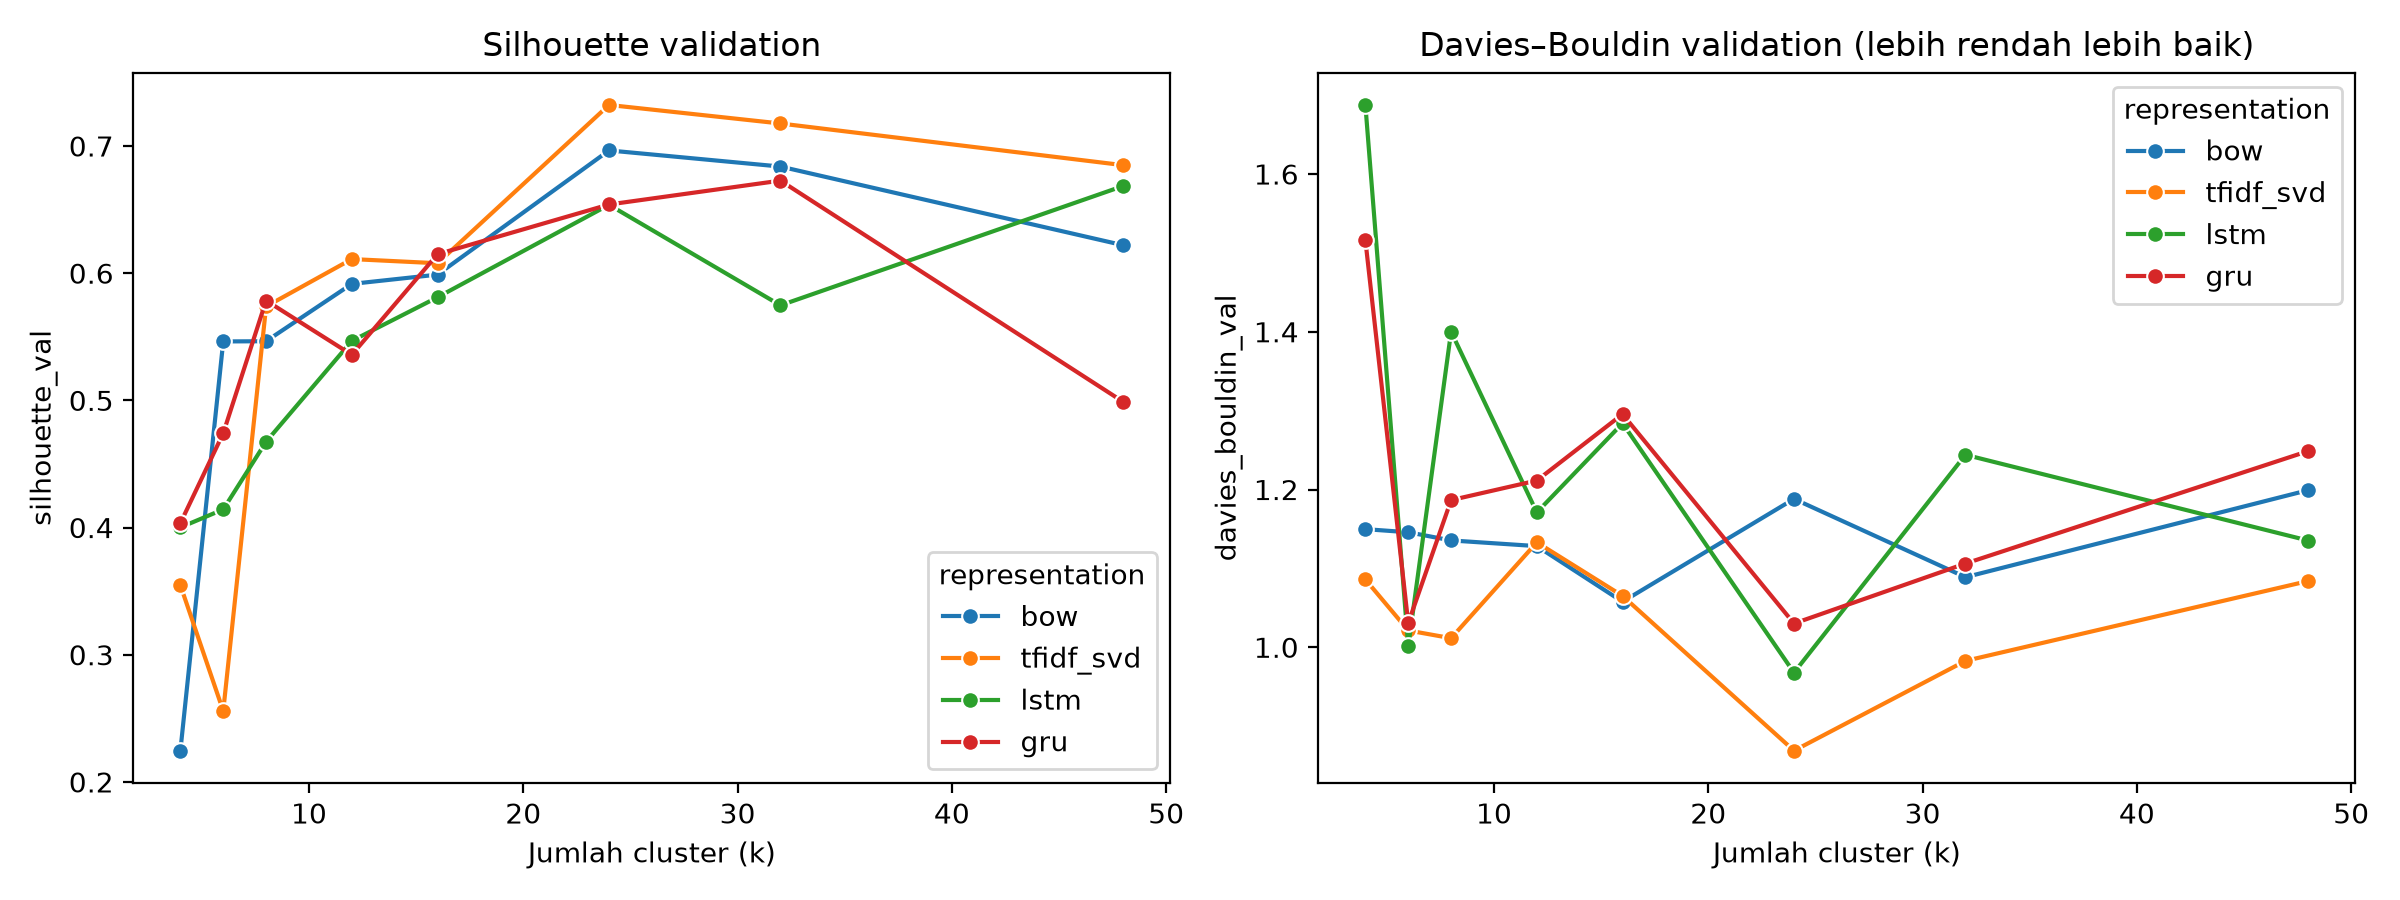 Silhouette validation
silhouette_val
0.7
0.6
0.5
0.4
0.3
0.2
10 20 30 40 50
Jumlah cluster (k)
representation
bow
tfidf_svd
lstm
gru
Davies–Bouldin validation (lebih rendah lebih baik)
davies_bouldin_val
1.6
1.4
1.2
1.0
10 20 30 40 50
Jumlah cluster (k)
representation
bow
tfidf_svd
lstm
gru